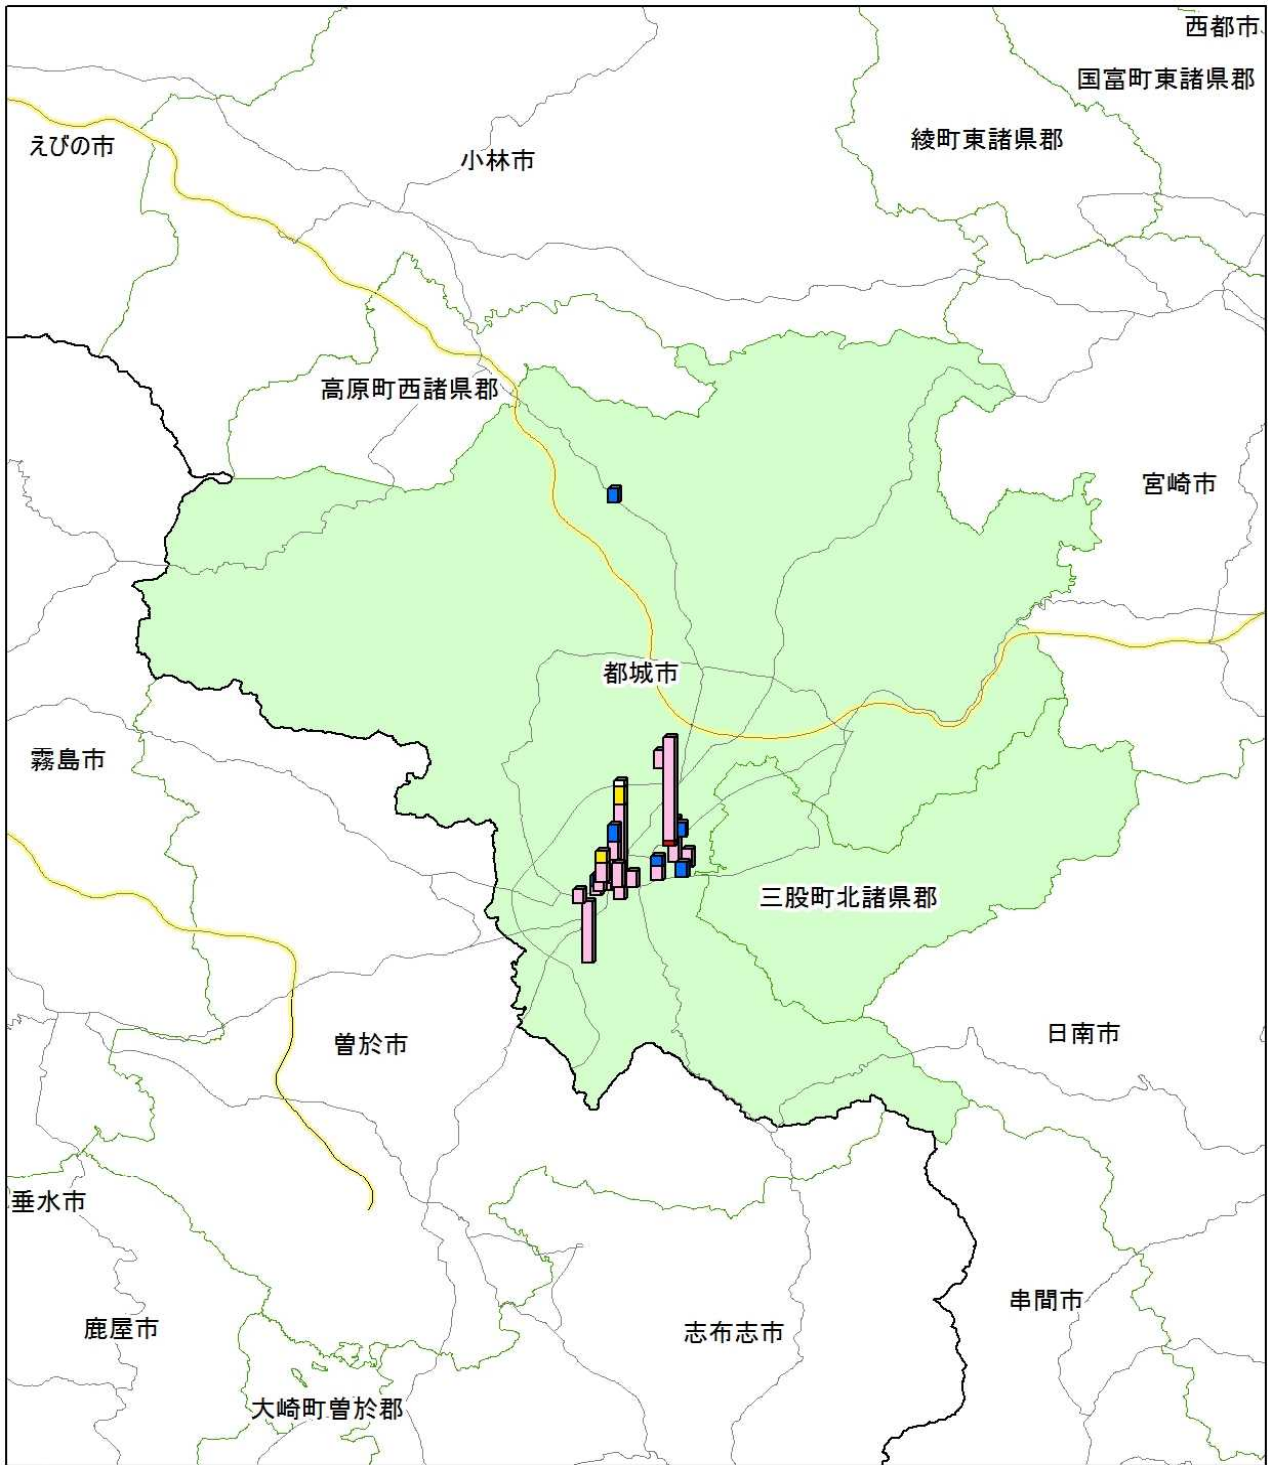 西都市
国富町東諸県郡
綾町東諸県郡
えびの市
小林市
高原町西諸県郡
宮崎市
都城市
霧島市
三股町北諸県郡
曽於市
日南市
垂水市
串間市
鹿屋市
志布志市
大崎町曽於郡